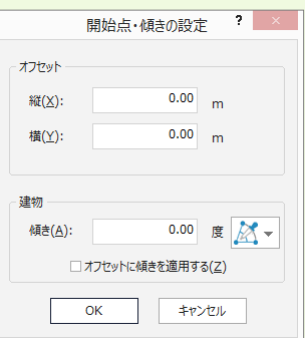 開始点・傾きの設定 ? ×
オフセット
縦(X): 0.00 m
横(Y): 0.00 m
建物
傾き(A): 0.00 度
オフセットに傾きを適用する(Z)
OK キャンセル